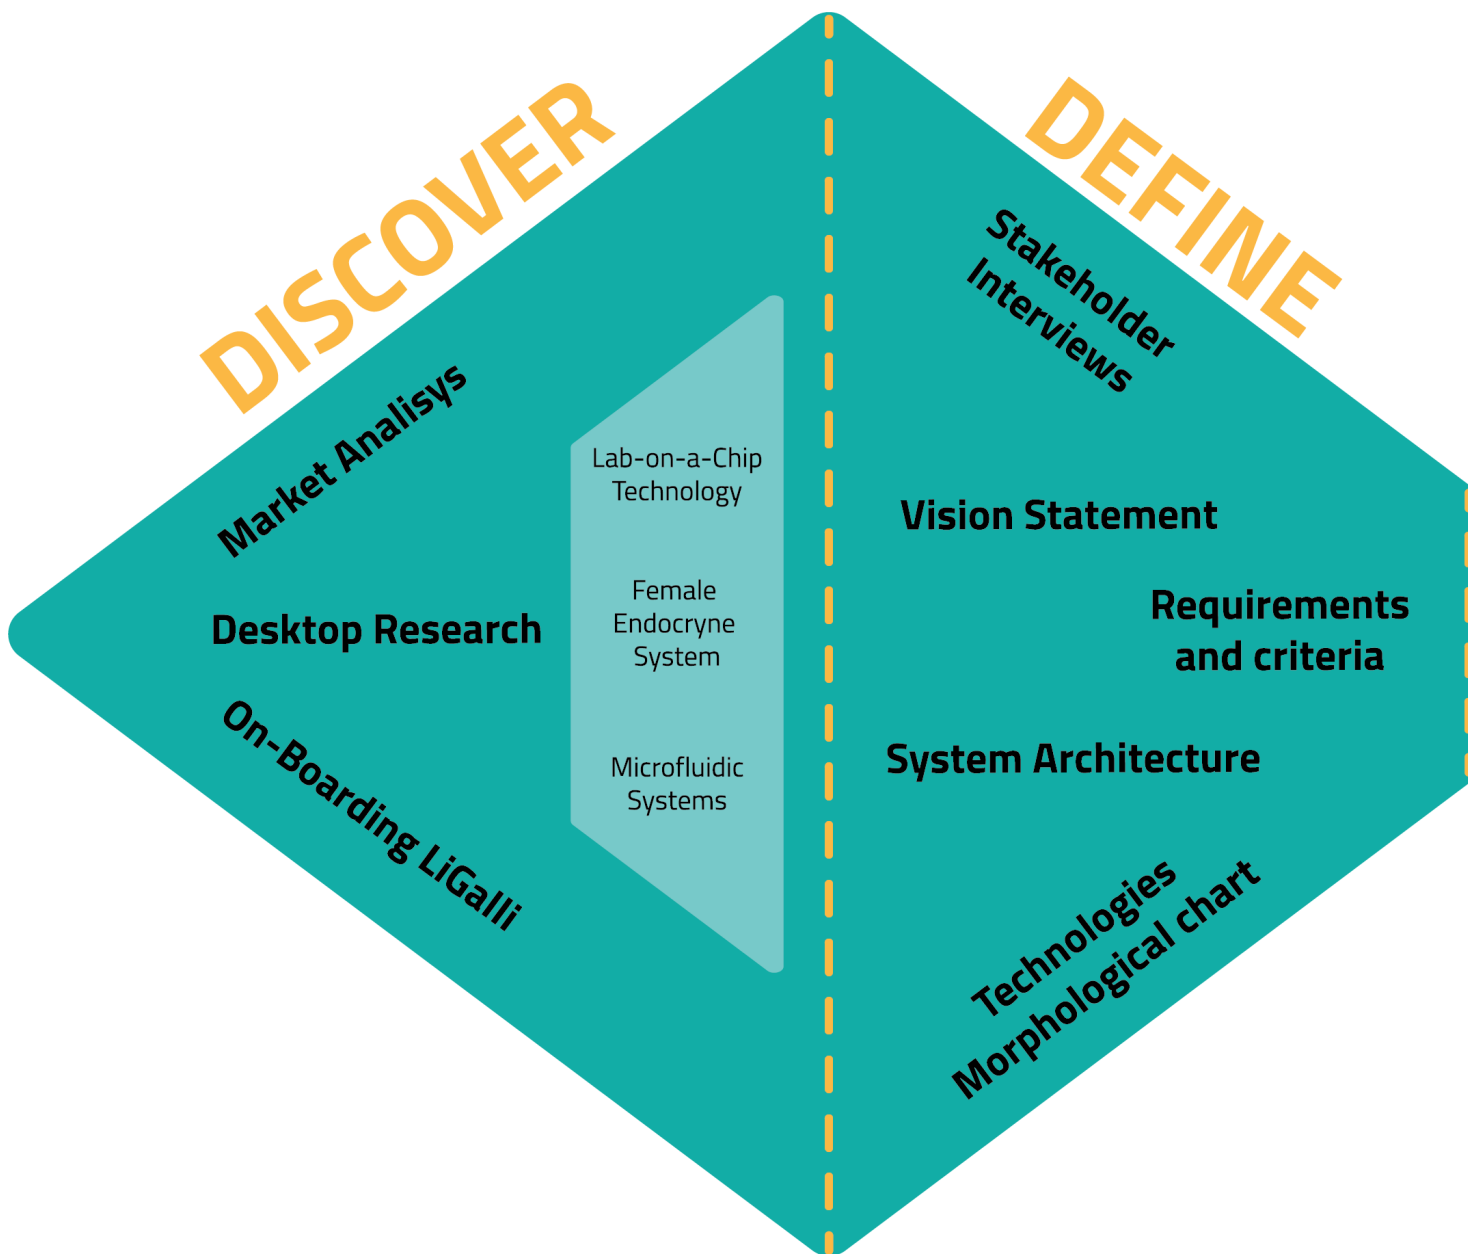 DISCOVER
Market Analisys
Desktop Research
On-Boarding LiGalli
Lab-on-a-Chip
Technology
Female
Endocryne
System
Microfluidic
Systems
DEFINE
Stakeholder
Interviews
Vision Statement
Requirements
and criteria
System Architecture
Technologies
Morphological chart